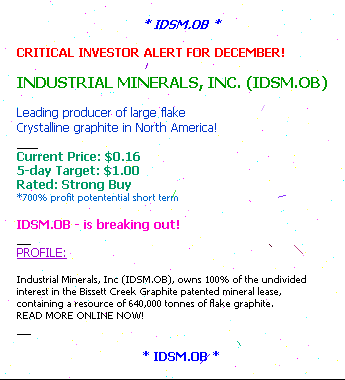 * IDSM.OB *
CRITICAL INVESTOR ALERT FOR DECEMBER!
INDUSTRIAL MINERALS, INC. (IDSM.OB)
Leading producer of large flake
Crystalline graphite in North America!
Current Price: $0.16
5-day Target: $1.00
Rated: Strong Buy
*700% profit potentential short term
IDSM.OB - is breaking out!
PROFILE:
Industrial Minerals, Inc (IDSM.OB), owns 100% of the undivided
interest in the Bissett Creek Graphite patented mineral lease,
containing a resource of 640,000 tonnes of flake graphite.
READ MORE ONLINE NOW!
* IDSM.OB *